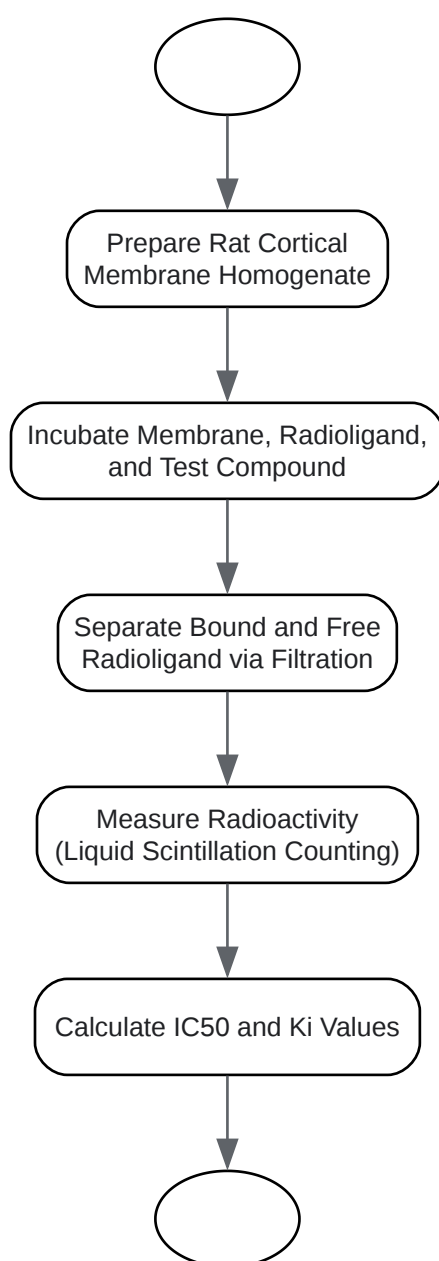 Prepare Rat Cortical
Membrane Homogenate
Incubate Membrane, Radioligand,
and Test Compound
Separate Bound and Free
Radioligand via Filtration
Measure Radioactivity
(Liquid Scintillation Counting)
Calculate IC50 and Ki Values